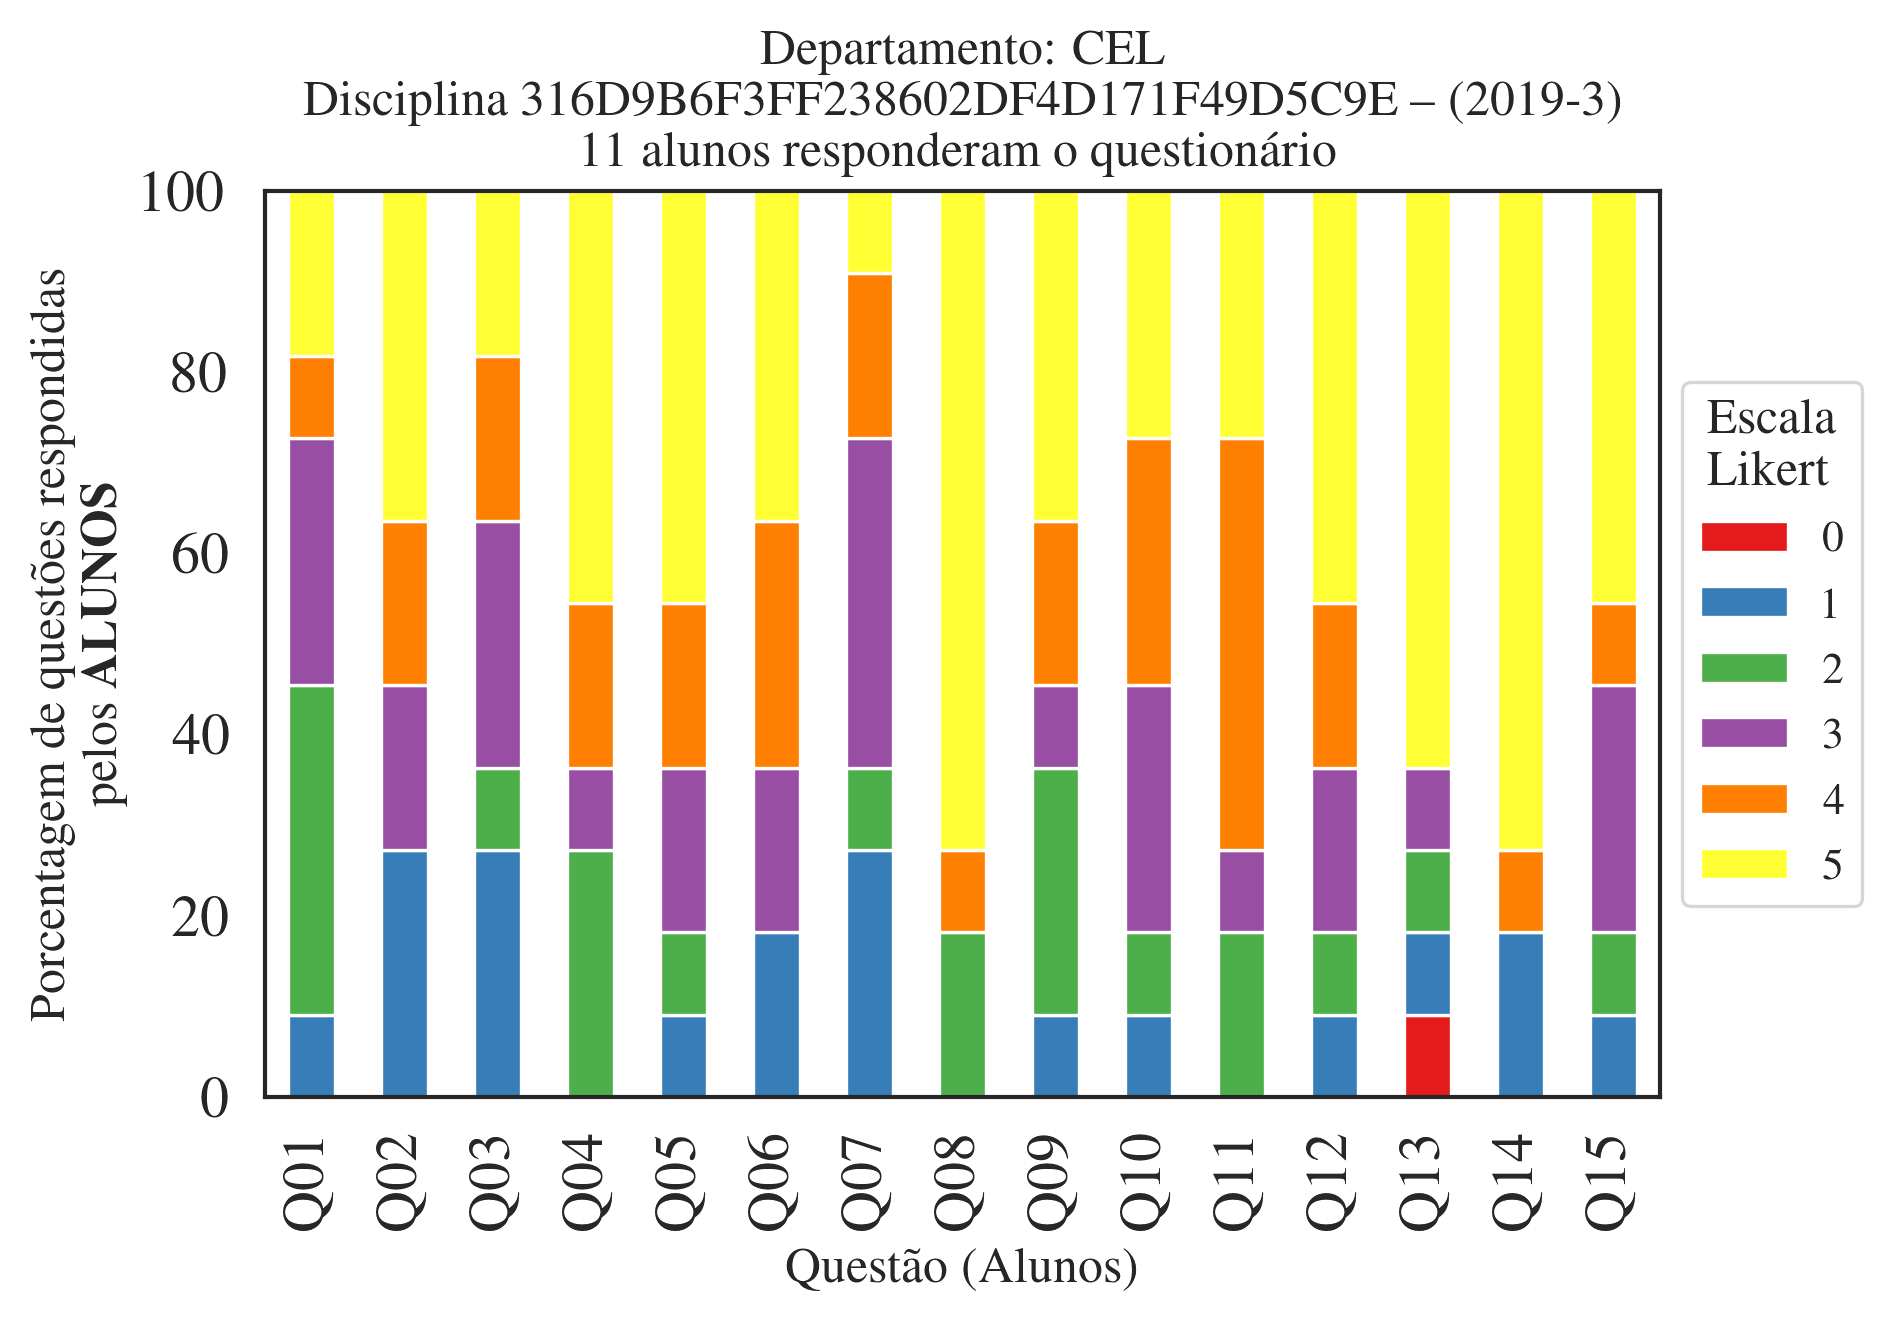 Departamento: CEL
Disciplina 316D9B6F3FF238602DF4D171F49D5C9E – (2019-3)
11 alunos responderam o questionário
Porcentagem de questões respondidas
pelos ALUNOS
100
80
60
40
20
0
Q01
Q02
Q03
Q04
Q05
Q06
Q07
Q08
Q09
Q10
Q11
Q12
Q13
Q14
Q15
Questão (Alunos)
Escala
Likert
0
1
2
3
4
5